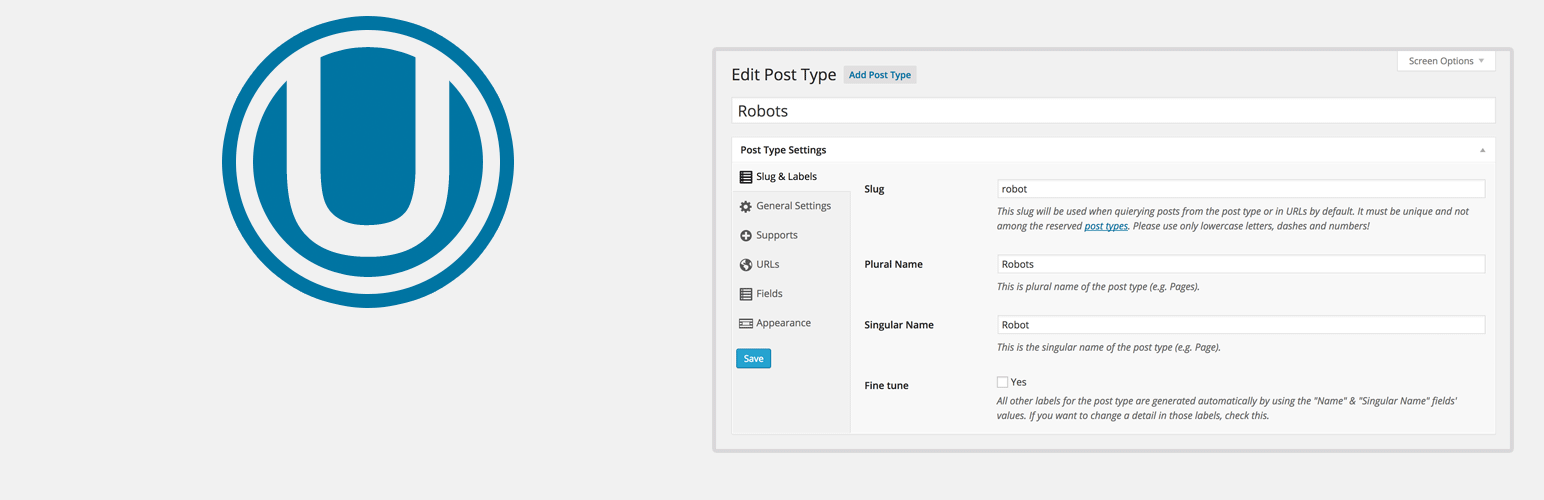 U
Screen Options
Edit Post Type Add Post Type
Robots
Post Type Settings
Slug & Labels
General Settings
Supports
URLs
Fields
Appearance
Save
Slug
robot
This slug will be used when quierying posts from the post type or in URLs by default. It must be unique and not
among the reserved post types. Please use only lowercase letters, dashes and numbers!
Plural Name
Robots
This is plural name of the post type (e.g. Pages).
Singular Name
Robot
This is the singular name of the post type (e.g. Page).
Fine tune
Yes
All other labels for the post type are generated automatically by using the "Name" & "Singular Name" fields'
values. If you want to change a detail in those labels, check this.